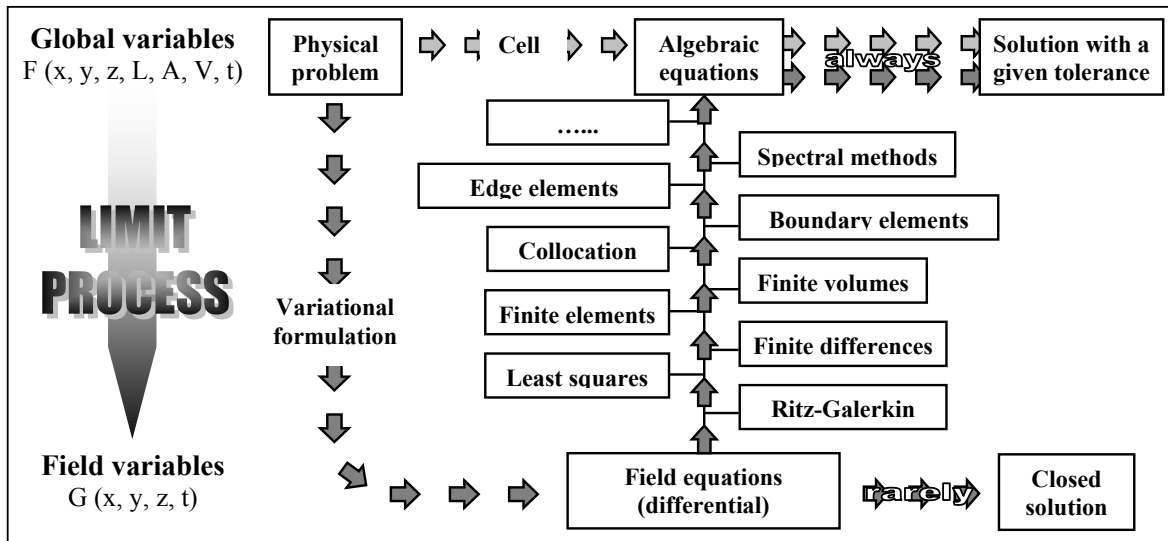 Global variables
F (x, y, z, L, A, V, t)
LIMIT
PROCESS
Field variables
G (x, y, z, t)
Physical
problem
Cell
Algebraic
equations
always
Solution with a
given tolerance
…...
Spectral methods
Edge elements
Boundary elements
Collocation
Finite volumes
Variational
formulation
Finite elements
Finite differences
Least squares
Ritz-Galerkin
Field equations
(differential)
rarely
Closed
solution